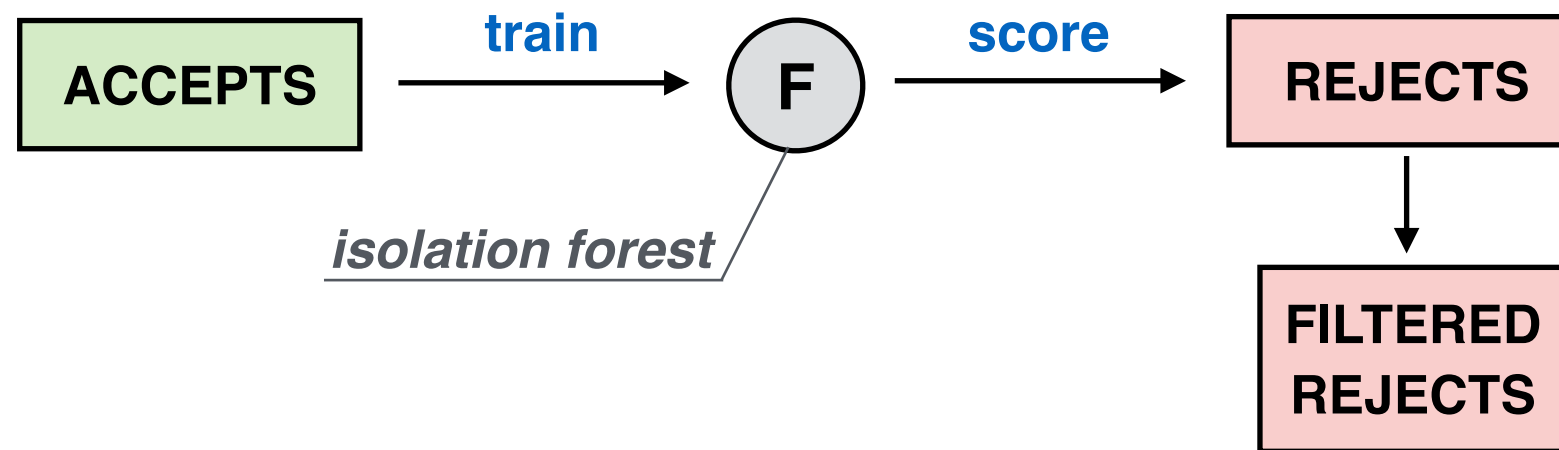 ACCEPTS
train
F
score
REJECTS
isolation forest
FILTERED
REJECTS